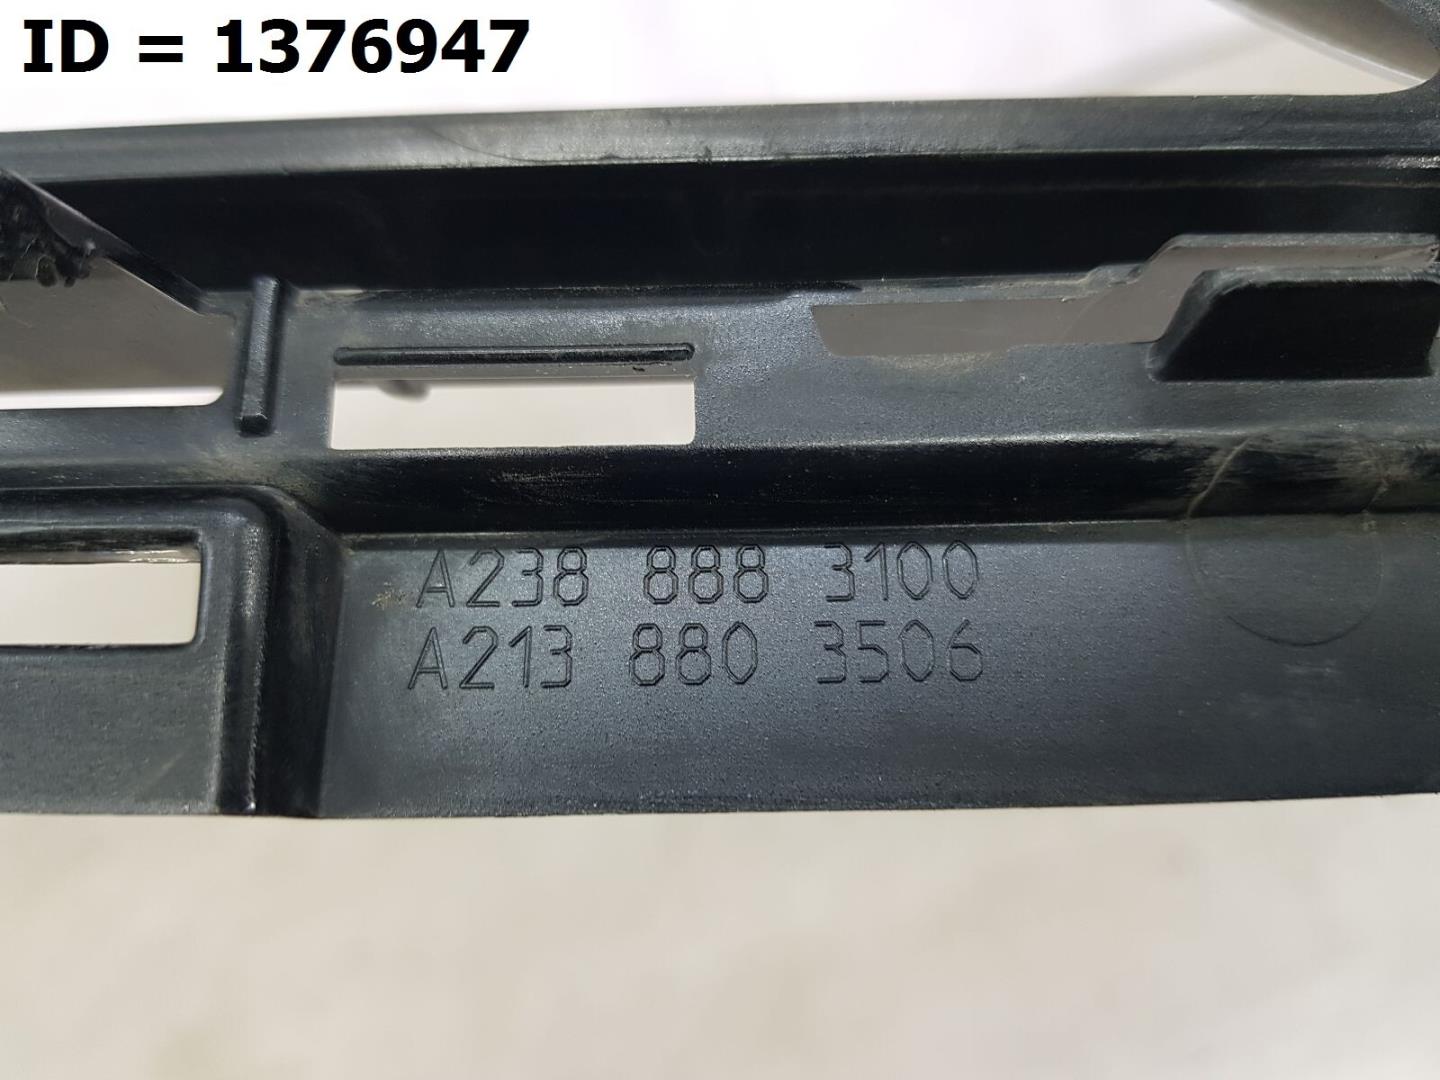 ID = 1376947
A238 888 3100
A213 880 3506